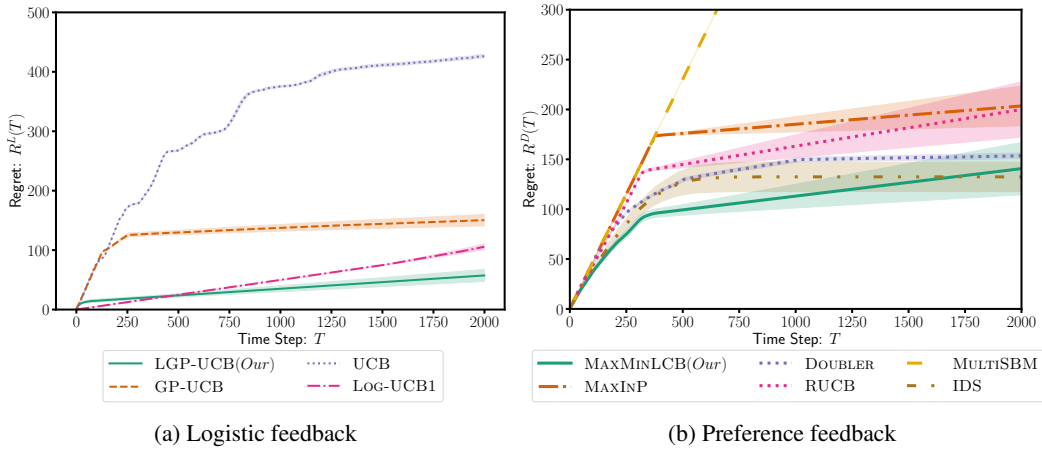 500
400
300
200
100
0
Regret: R^L(T)
0 250 500 750 1000 1250 1500 1750 2000
Time Step: T
LGP-UCB(Our) UCB
GP-UCB LOG-UCB1
(a) Logistic feedback
300
250
200
150
100
50
0
Regret: R^D(T)
0 250 500 750 1000 1250 1500 1750 2000
Time Step: T
MAXMINLCB(Our) DOUBLER MULTISBM
MAXINP RUCB IDS
(b) Preference feedback